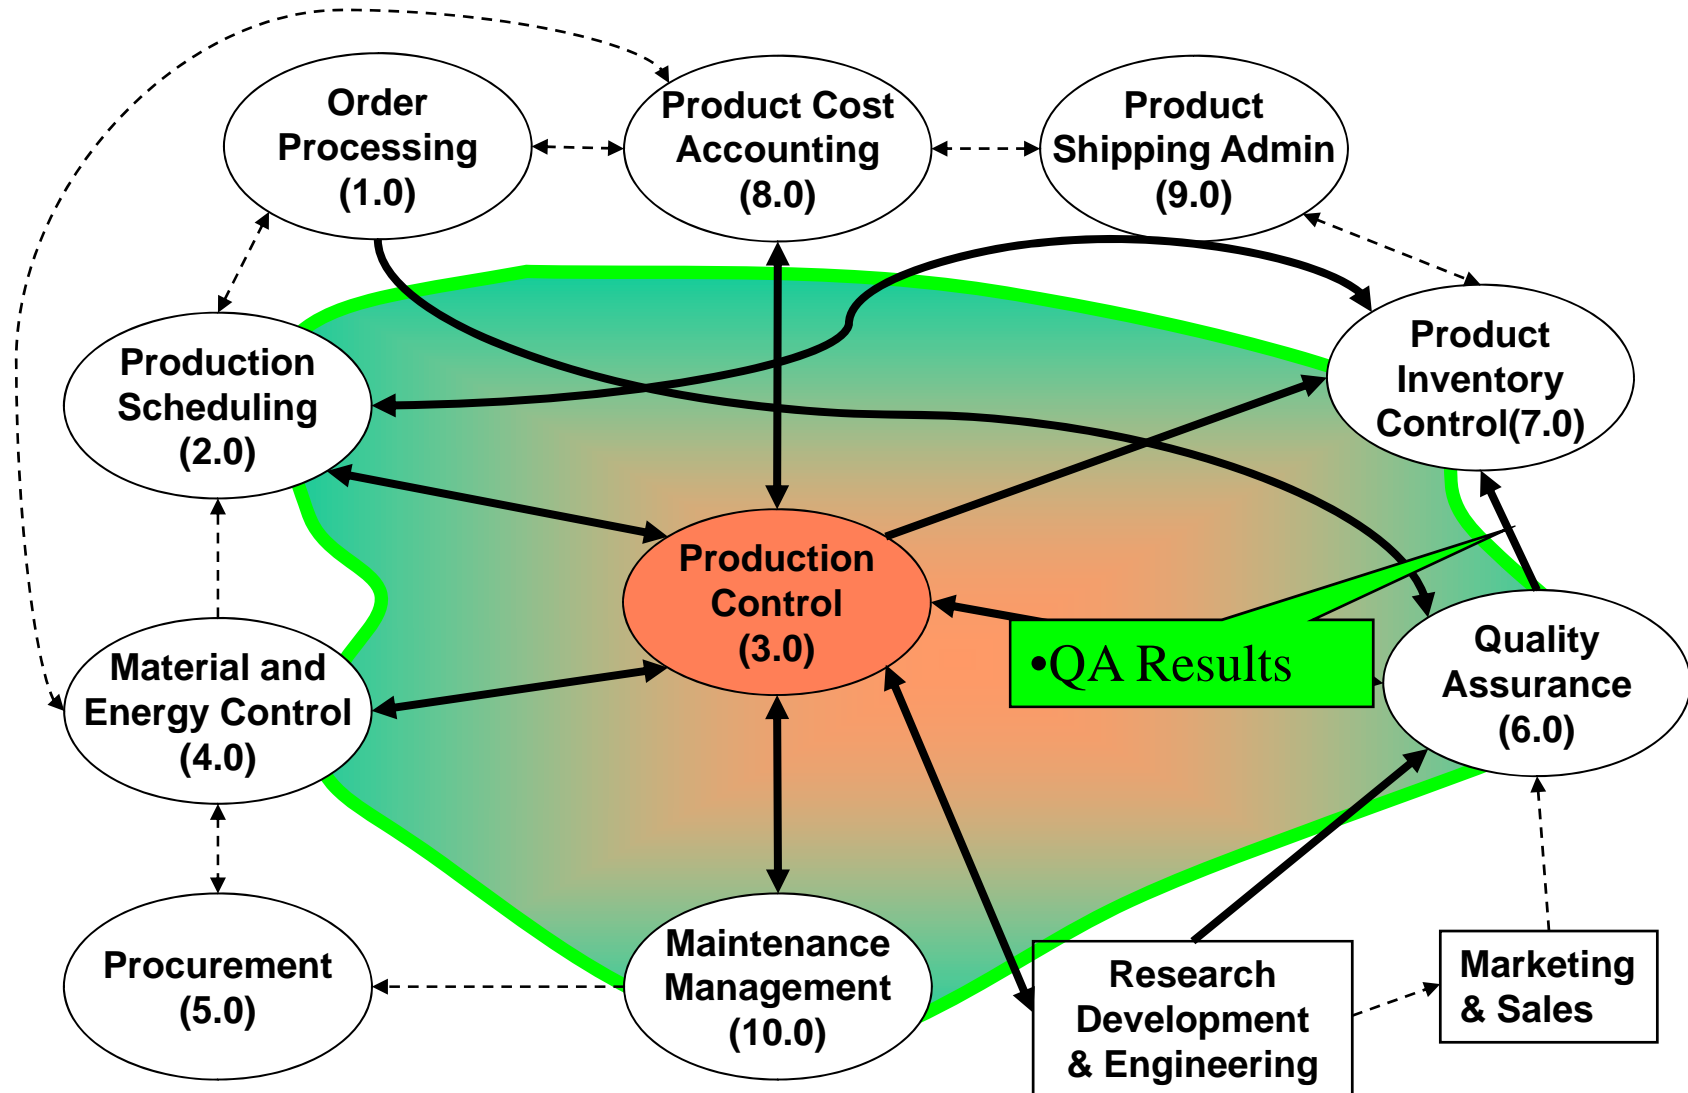 Order
Processing
(1.0)
Product Cost
Accounting
(8.0)
Product
Shipping Admin
(9.0)
Production
Scheduling
(2.0)
Product
Inventory
Control(7.0)
Production
Control
(3.0)
•QA Results
Quality
Assurance
(6.0)
Material and
Energy Control
(4.0)
Procurement
(5.0)
Maintenance
Management
(10.0)
Research
Development
& Engineering
Marketing
& Sales